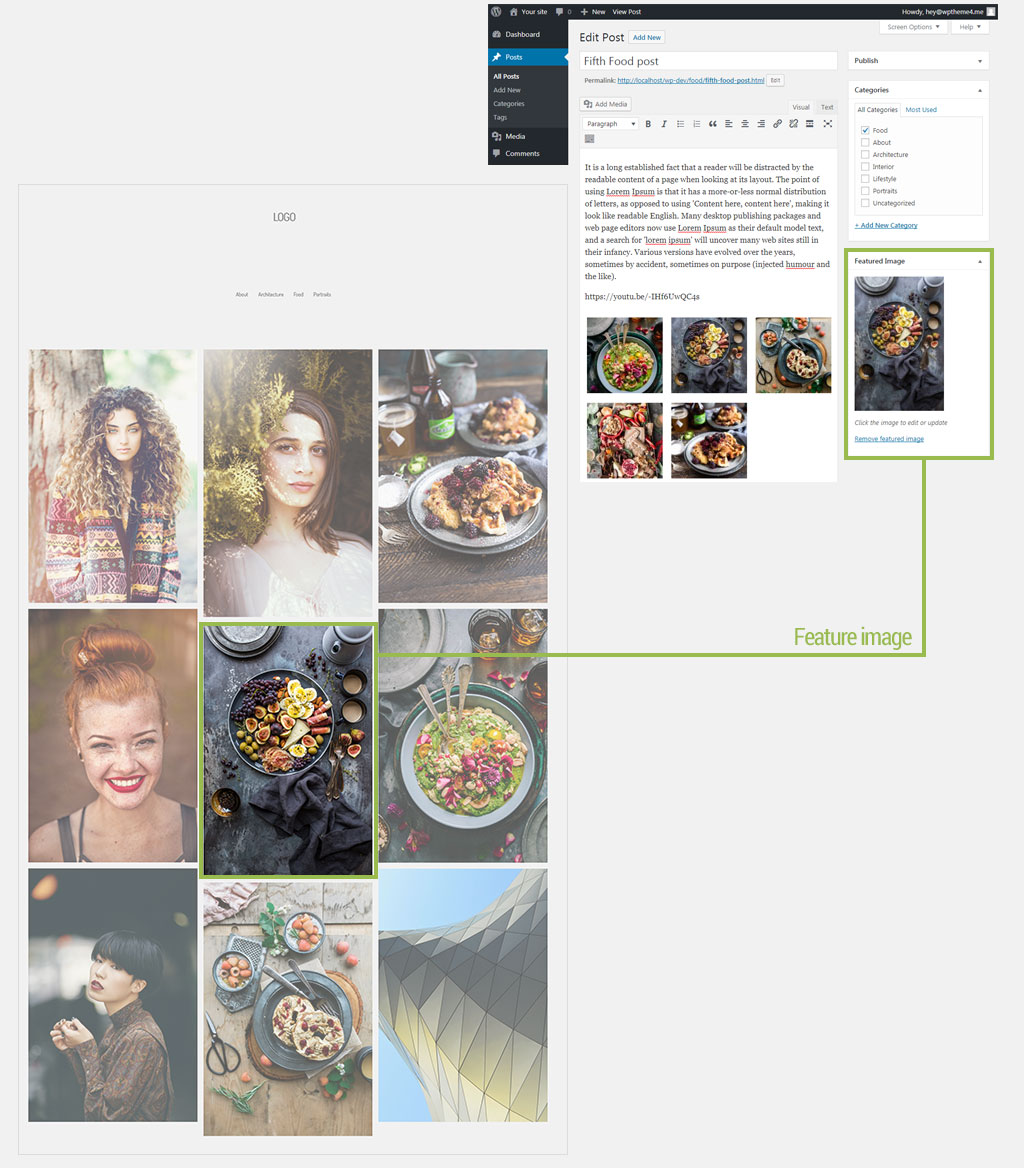 Your site
0
New
View Post
Howdy, hey@wptheme4.me
Dashboard
Posts
All Posts
Add New
Categories
Tags
Media
Comments
Edit Post
Add New
Screen Options ▼
Help ▼
Fifth Food post
Permalink: http://localhost/wp-dev/food/fifth-food-post.html
Edit
Add Media
Visual
Text
Paragraph
B
I
It is a long established fact that a reader will be distracted by the
readable content of a page when looking at its layout. The point of
using Lorem Ipsum is that it has a more-or-less normal distribution
of letters, as opposed to using 'Content here, content here', making it
look like readable English. Many desktop publishing packages and
web page editors now use Lorem Ipsum as their default model text,
and a search for 'lorem ipsum' will uncover many web sites still in
their infancy. Various versions have evolved over the years,
sometimes by accident, sometimes on purpose (injected humour and
the like).
https://youtu.be/-IHf6UwQC4s
Publish
Categories
All Categories
Most Used
Food
About
Architecture
Interior
Lifestyle
Portraits
Uncategorized
+ Add New Category
Featured Image
Click the image to edit or update
Remove featured image
LOGO
About
Architecture
Food
Portraits
Feature image